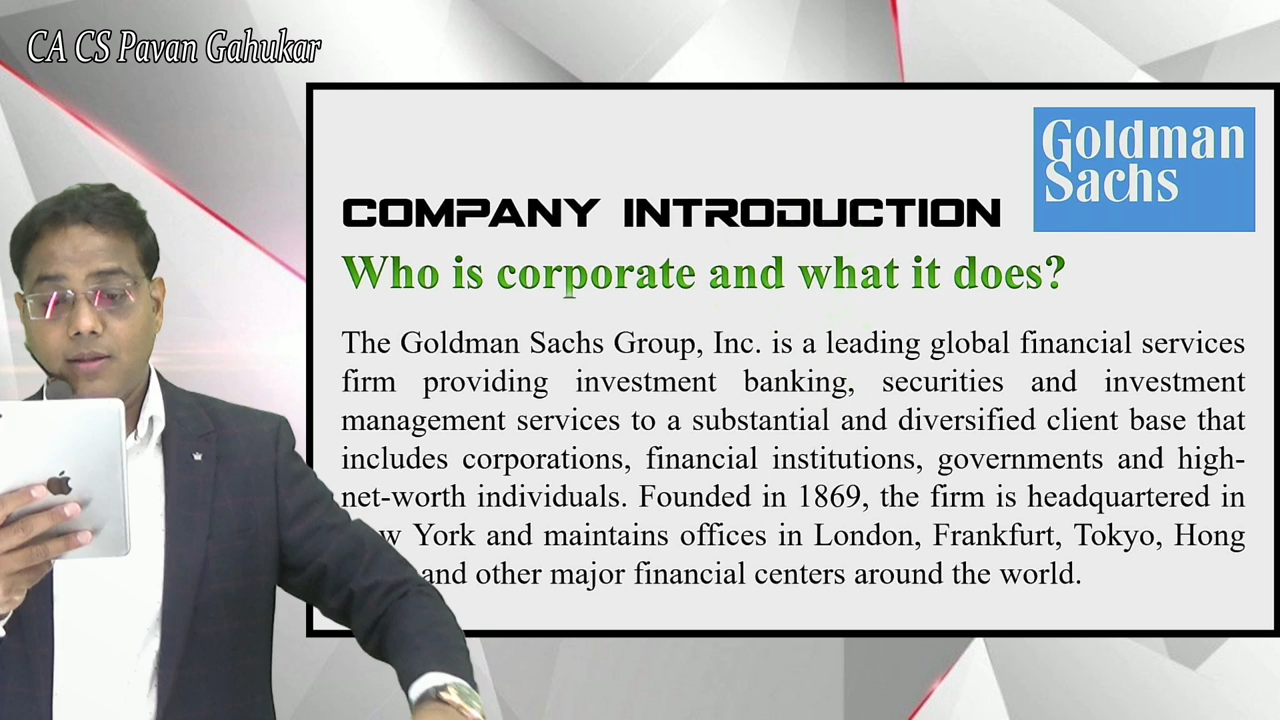 CA CS Pavan Gahukar
Goldman
Sachs
COMPANY INTRODUCTION
Who is corporate and what it does?
The Goldman Sachs Group, Inc. is a leading global financial services
firm providing investment banking, securities and investment
management services to a substantial and diversified client base that
includes corporations, financial institutions, governments and high-
net-worth individuals. Founded in 1869, the firm is headquartered in
York and maintains offices in London, Frankfurt, Tokyo, Hong
and other major financial centers around the world.